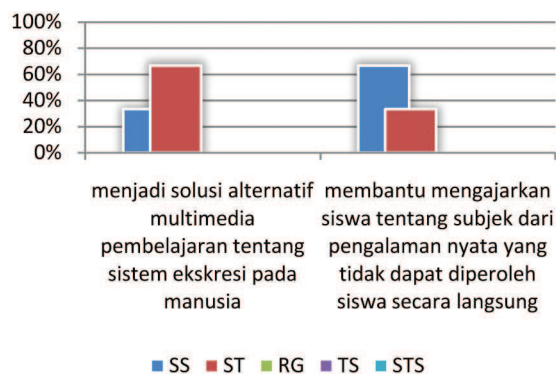 100%
80%
60%
40%
20%
0%
menjadi solusi alternatif
multimedia
pembelajaran tentang
sistem ekskresi pada
manusia
membantu mengajarkan
siswa tentang subjek dari
pengalaman nyata yang
tidak dapat diperoleh
siswa secara langsung
SS ST RG TS STS